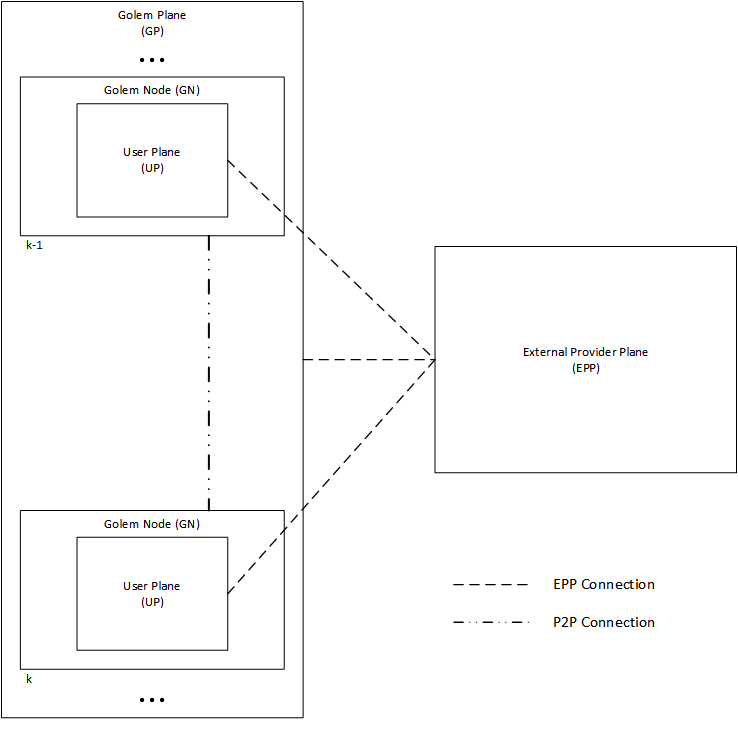 Golem Plane
(GP)
•••
Golem Node (GN)
User Plane
(UP)
k-1
External Provider Plane
(EPP)
Golem Node (GN)
User Plane
(UP)
k
•••
EPP Connection
P2P Connection